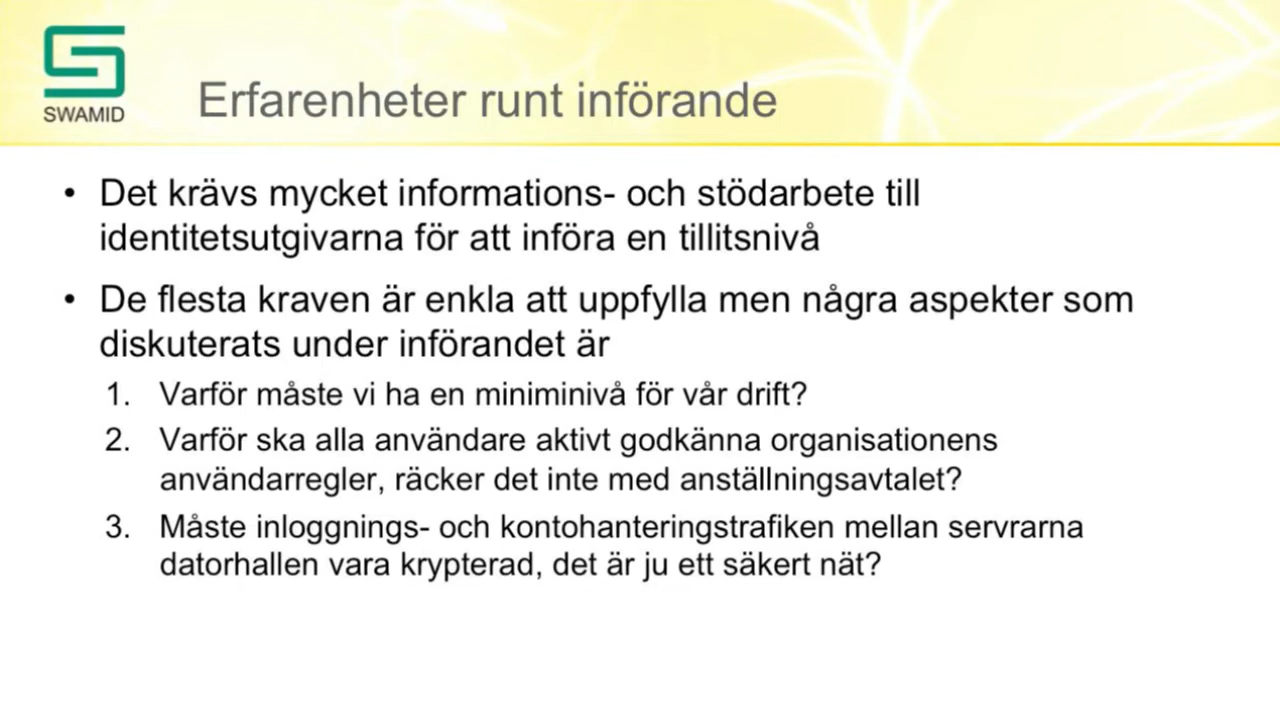 SWAMID
Erfarenheter runt införande
• Det krävs mycket informations- och stödarbete till
identitetsutgivarna för att införa en tillitsnivå
• De flesta kraven är enkla att uppfylla men några aspekter som
diskuterats under införandet är
1. Varför måste vi ha en miniminivå för vår drift?
2. Varför ska alla användare aktivt godkänna organisationens
användarregler, räcker det inte med anställningsavtalet?
3. Måste inloggnings- och kontohanteringstrafiken mellan servrarna
datorhallen vara krypterad, det är ju ett säkert nät?